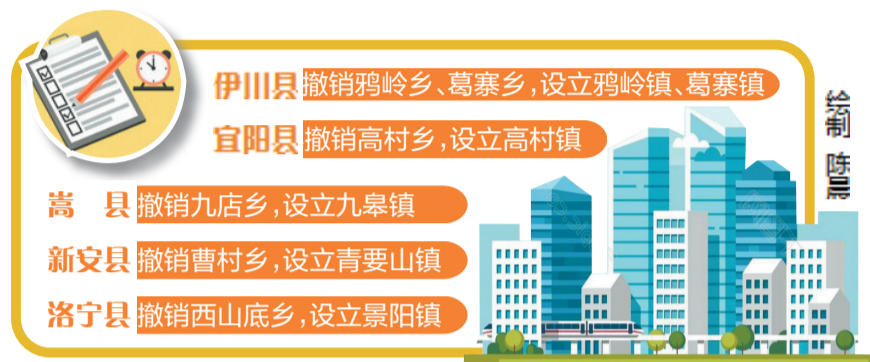 伊川县 撤销鸦岭乡、葛寨乡，设立鸦岭镇、葛寨镇
宜阳县 撤销高村乡，设立高村镇
嵩 县 撤销九店乡，设立九皋镇
新安县 撤销曹村乡，设立青要山镇
洛宁县 撤销西山底乡，设立景阳镇
绘制 陈晨